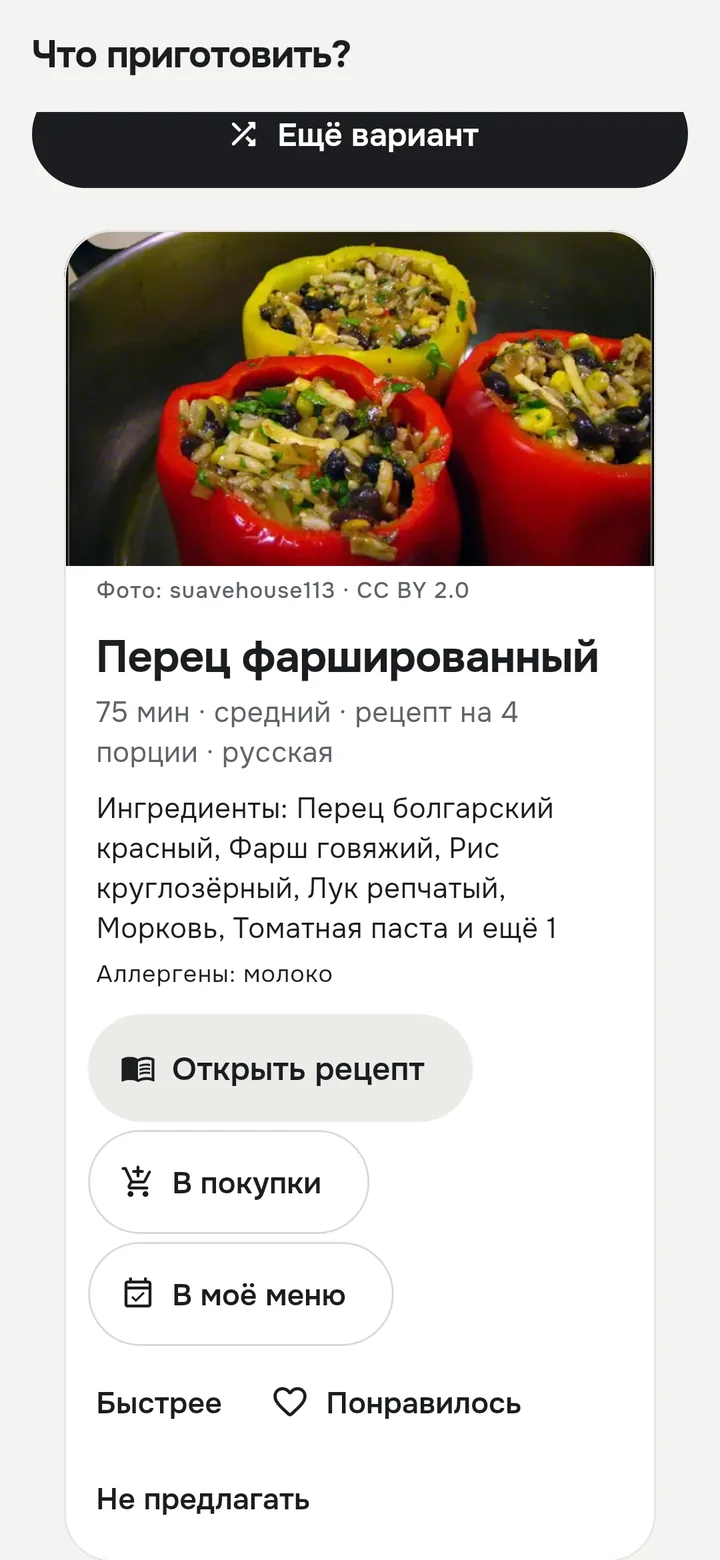 Что приготовить?
Ещё вариант
Фото: suavehouse113 · CC BY 2.0
Перец фаршированный
75 мин · средний · рецепт на 4
порции · русская
Ингредиенты: Перец болгарский
красный, Фарш говяжий, Рис
круглозёрный, Лук репчатый,
Морковь, Томатная паста и ещё 1
Аллергены: молоко
Открыть рецепт
В покупки
В моё меню
Быстрее Понравилось
Не предлагать